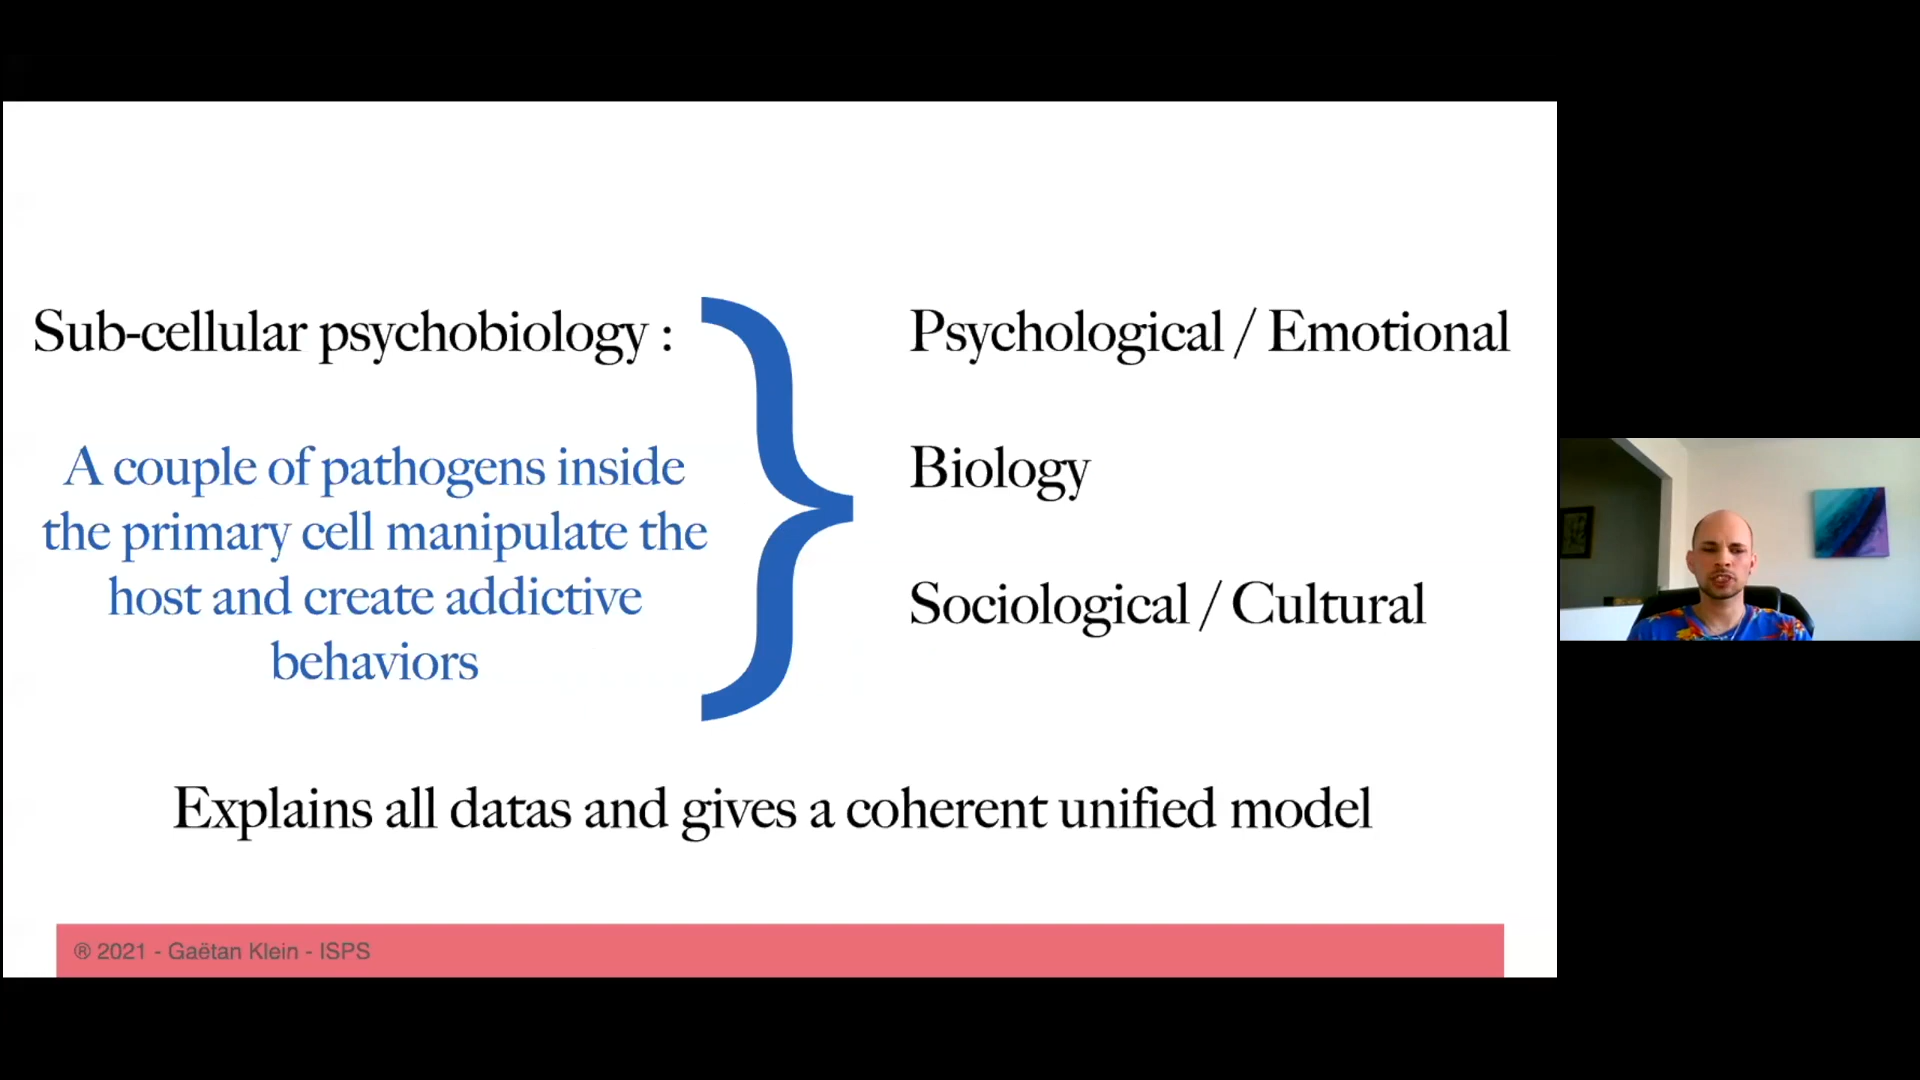 Sub-cellular psychobiology :
A couple of pathogens inside
the primary cell manipulate the
host and create addictive
behaviors
Psychological / Emotional
Biology
Sociological / Cultural
Explains all datas and gives a coherent unified model
® 2021 - Gaëtan Klein - ISPS